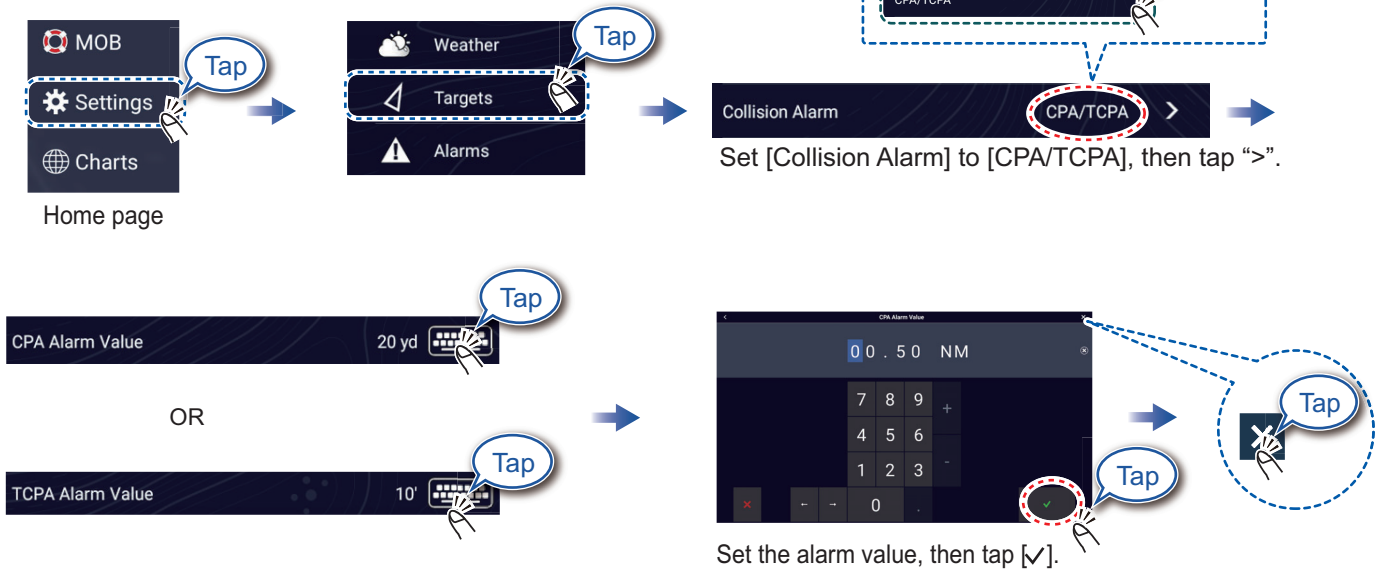 CPA/TCPA
MOB
Tap
Settings
Charts
Home page
Weather
Tap
Targets
Alarms
Collision Alarm CPA/TCPA >
Set [Collision Alarm] to [CPA/TCPA], then tap “>”.
CPA Alarm Value 20 yd
Tap
OR
TCPA Alarm Value 10'
Tap
< CPA Alarm Value ×
00.50 NM
7 8 9 +
4 5 6
1 2 3 -
× ← → 0 . ✓
Tap
Set the alarm value, then tap [✓].
Tap